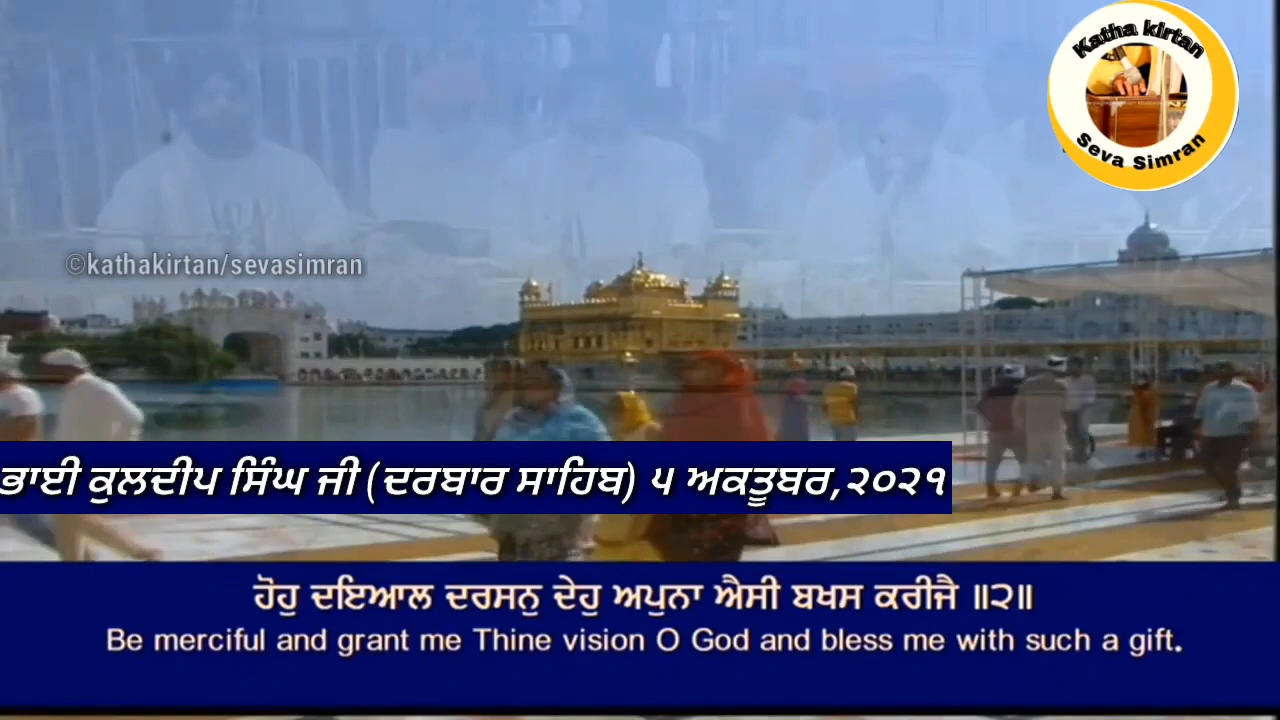 Katha kirtan
Seva Simran
©kathakirtan/sevasimran
ਭਾਈ ਕੁਲਦੀਪ ਸਿੰਘ ਜੀ (ਦਰਬਾਰ ਸਾਹਿਬ) ੫ ਅਕਤੂਬਰ,੨੦੨੧
ਹੋਹੁ ਦਇਆਲ ਦਰਸਨੁ ਦੇਹੁ ਅਪੁਨਾ ਐਸੀ ਬਖਸ ਕਰੀਜੈ ॥੨॥
Be merciful and grant me Thine vision O God and bless me with such a gift.